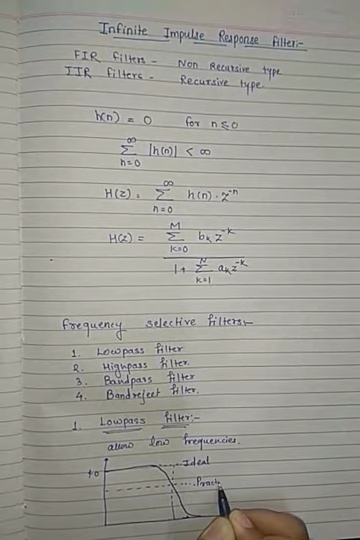 Infinite Impulse Response filter:-
FIR filters - Non Recursive type
IIR filters - Recursive type.
h(n) = 0 for n ≤ 0
∞
∑ |h(n)| < ∞
n=0
∞
H(z) = ∑ h(n) · z⁻ⁿ
n=0
M
H(z) = ∑ bₖ z⁻ᵏ
k=0
N
1 + ∑ aₖ z⁻ᵏ
k=1
frequency selective filters:-
1. Lowpass filter
2. Highpass filter
3. Bandpass filter
4. Bandreject filter.
1. Lowpass filter:-
allow low frequencies.
Ideal